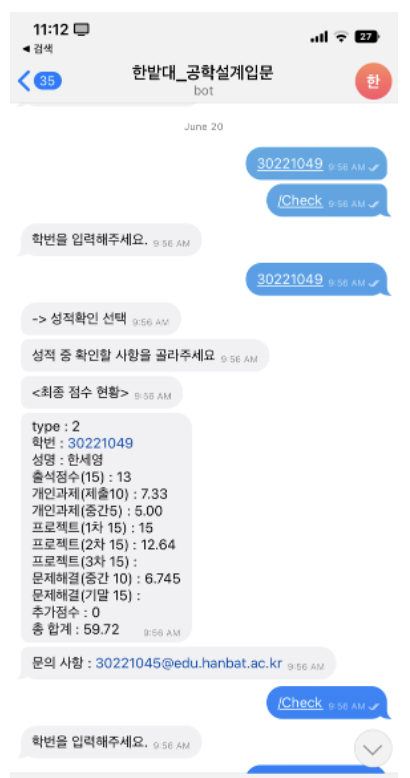 11:12
27
◀ 검색
35
한밭대_공학설계입문
bot
한
June 20
30221049 9:56 AM
/Check 9:56 AM
학번을 입력해주세요. 9:56 AM
30221049 9:56 AM
-> 성적확인 선택 9:56 AM
성적 중 확인할 사항을 골라주세요 9:56 AM
<최종 점수 현황> 9:56 AM
type : 2
학번 : 30221049
성명 : 한세영
출석점수(15) : 13
개인과제(제출10) : 7.33
개인과제(중간5) : 5.00
프로젝트(1차 15) : 15
프로젝트(2차 15) : 12.64
프로젝트(3차 15) :
문제해결(중간 10) : 6.745
문제해결(기말 15) :
추가점수 : 0
총 합계 : 59.72 9:56 AM
문의 사항 : 30221045@edu.hanbat.ac.kr 9:56 AM
/Check 9:56 AM
학번을 입력해주세요. 9:56 AM